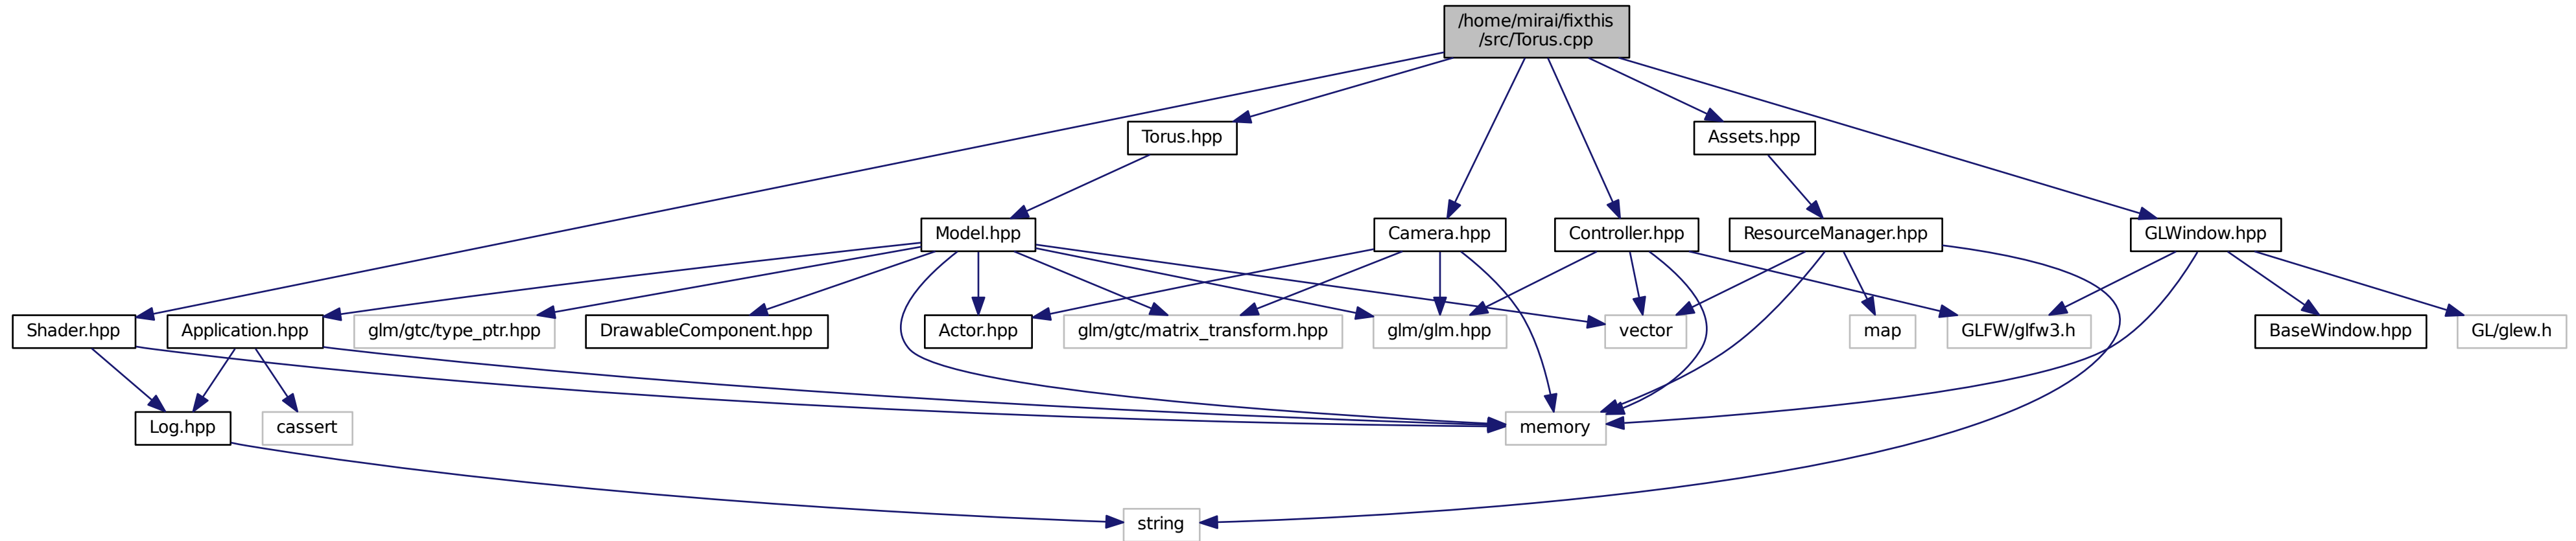 /home/mirai/fixthis
/src/Torus.cpp
Torus.hpp
Assets.hpp
Model.hpp
Camera.hpp
Controller.hpp
ResourceManager.hpp
GLWindow.hpp
Shader.hpp
Application.hpp
glm/gtc/type_ptr.hpp
DrawableComponent.hpp
Actor.hpp
glm/gtc/matrix_transform.hpp
glm/glm.hpp
vector
map
GLFW/glfw3.h
BaseWindow.hpp
GL/glew.h
Log.hpp
cassert
memory
string